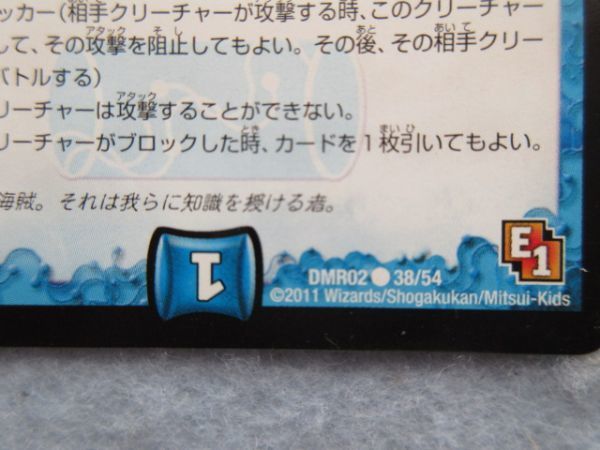 ッカー(相手クリーチャーが攻撃する時、このクリーチャー
して、その攻撃を阻止してもよい。その後、その相手クリー
バトルする)
リーチャーは攻撃することができない。
リーチャーがブロックした時、カードを1枚引いてもよい。
海賊。それは我らに知識を授ける者。
E1
1
DMR02 38/54
©2011 Wizards/Shogakukan/Mitsui-Kids